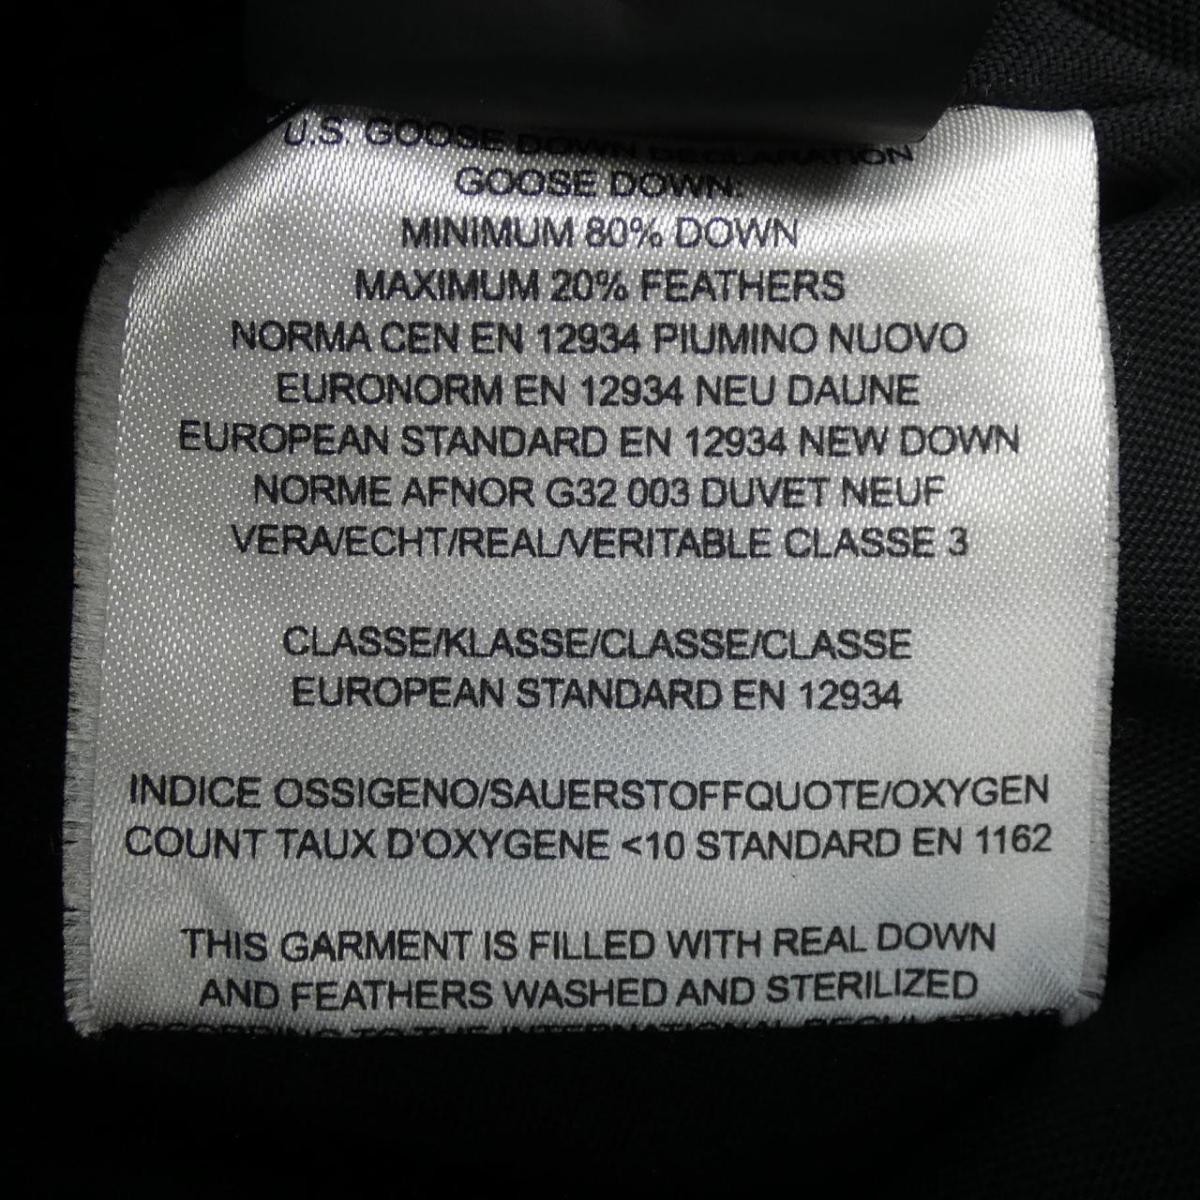 U.S. GOOSE DOWN DECLARATION
GOOSE DOWN:
MINIMUM 80% DOWN
MAXIMUM 20% FEATHERS
NORMA CEN EN 12934 PIUMINO NUOVO
EURONORM EN 12934 NEU DAUNE
EUROPEAN STANDARD EN 12934 NEW DOWN
NORME AFNOR G32 003 DUVET NEUF
VERA/ECHT/REAL/VERITABLE CLASSE 3
CLASSE/KLASSE/CLASSE/CLASSE
EUROPEAN STANDARD EN 12934
INDICE OSSIGENO/SAUERSTOFFQUOTE/OXYGEN
COUNT TAUX D'OXYGENE <10 STANDARD EN 1162
THIS GARMENT IS FILLED WITH REAL DOWN
AND FEATHERS WASHED AND STERILIZED